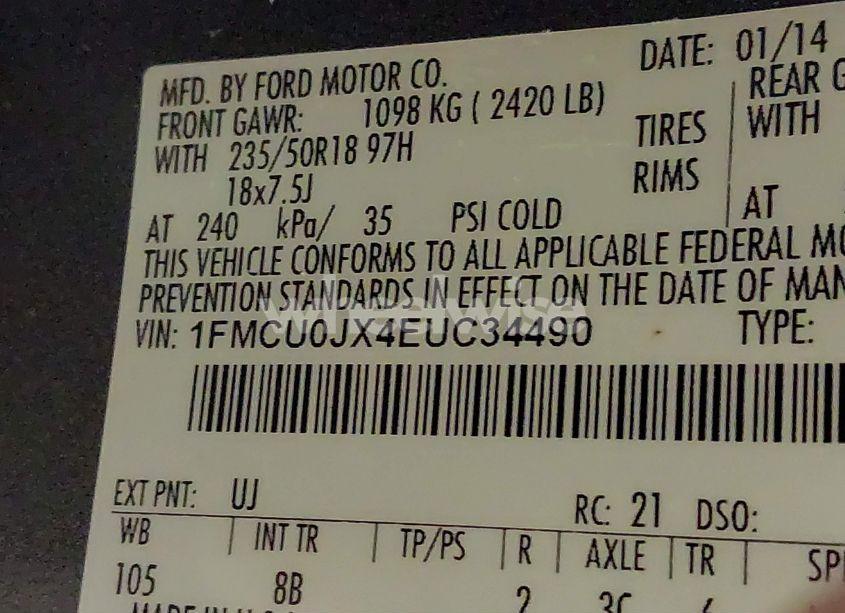 MFD. BY FORD MOTOR CO. DATE: 01/14
FRONT GAWR: 1098 KG ( 2420 LB) REAR
WITH 235/50R18 97H TIRES WITH
18x7.5J RIMS
AT 240 kPa/ 35 PSI COLD AT
THIS VEHICLE CONFORMS TO ALL APPLICABLE FEDERAL
PREVENTION STANDARDS IN EFFECT ON THE DATE OF
VIN: 1FMCU0JX4EUC34490 TYPE:
EXT PNT: UJ RC: 21 DSO:
WB INT TR TP/PS R AXLE TR
105 8B 2 3C